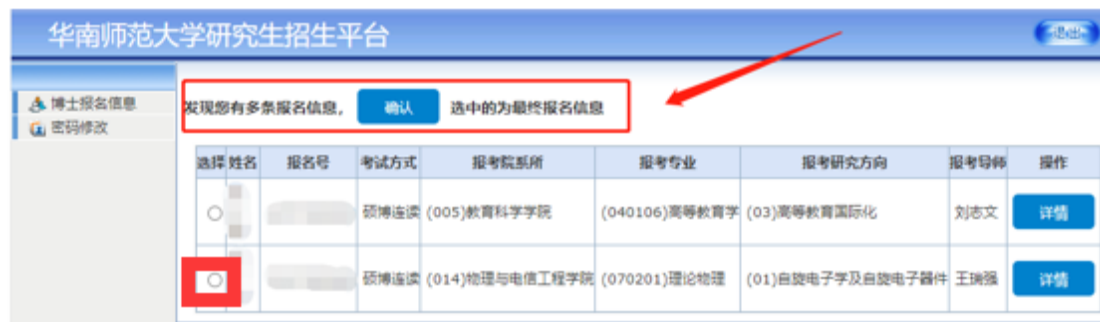 华南师范大学研究生招生平台
退出
博士报名信息
密码修改
发现您有多条报名信息， 确认 选中的为最终报名信息
选择 姓名 报名号 考试方式 报考院系所 报考专业 报考研究方向 报考导师 操作
硕博连读 (005)教育科学学院 (040106)高等教育学 (03)高等教育国际化 刘志文 详情
硕博连读 (014)物理与电信工程学院 (070201)理论物理 (01)自旋电子学及自旋电子器件 王瑞强 详情